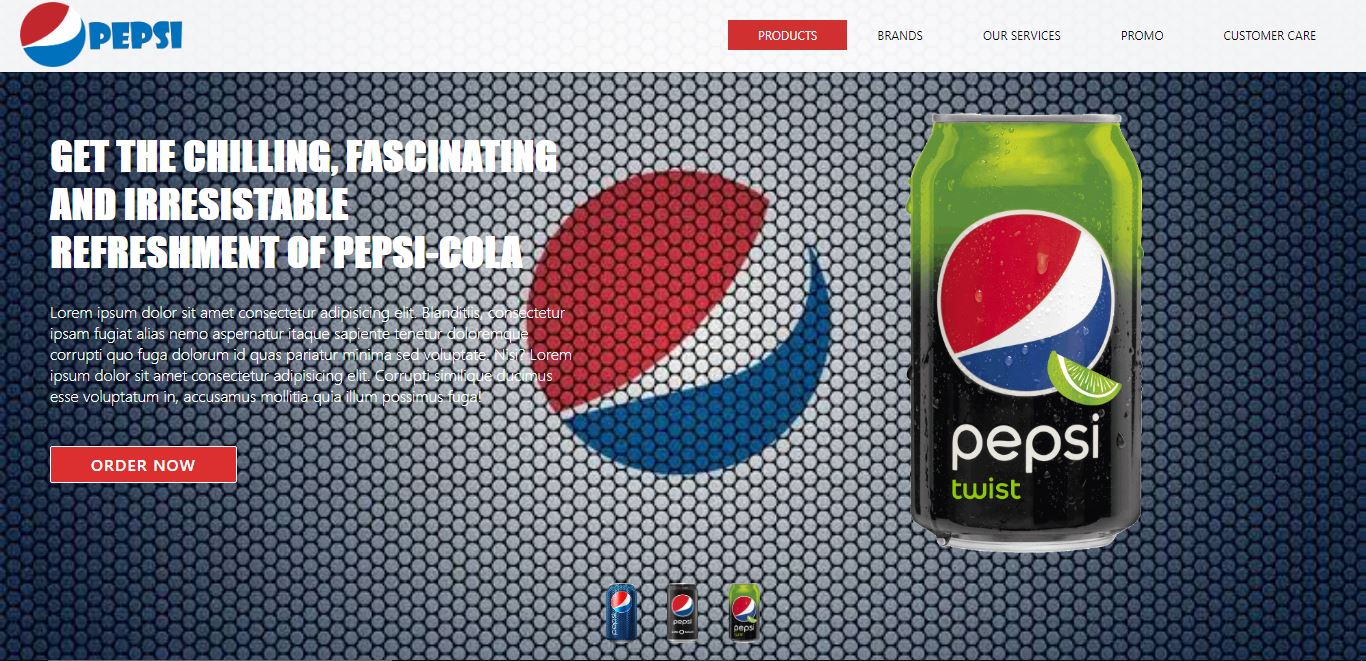 PEPSI
PRODUCTS
BRANDS
OUR SERVICES
PROMO
CUSTOMER CARE
GET THE CHILLING, FASCINATING
AND IRRESISTABLE
REFRESHMENT OF PEPSI-COLA
Lorem ipsum dolor sit amet consectetur adipisicing elit. Blanditiis, consectetur
ipsam fugiat alias nemo aspernatur itaque sapiente tenetur doloremque
corrupti quo fuga dolorum id quas pariatur minima sed voluptate. Nisi? Lorem
ipsum dolor sit amet consectetur adipisicing elit. Corrupti similique ducimus
esse voluptatum in, accusamus mollitia quia illum possimus fuga!
ORDER NOW
pepsi
twist
pepsi
pepsi
pepsi